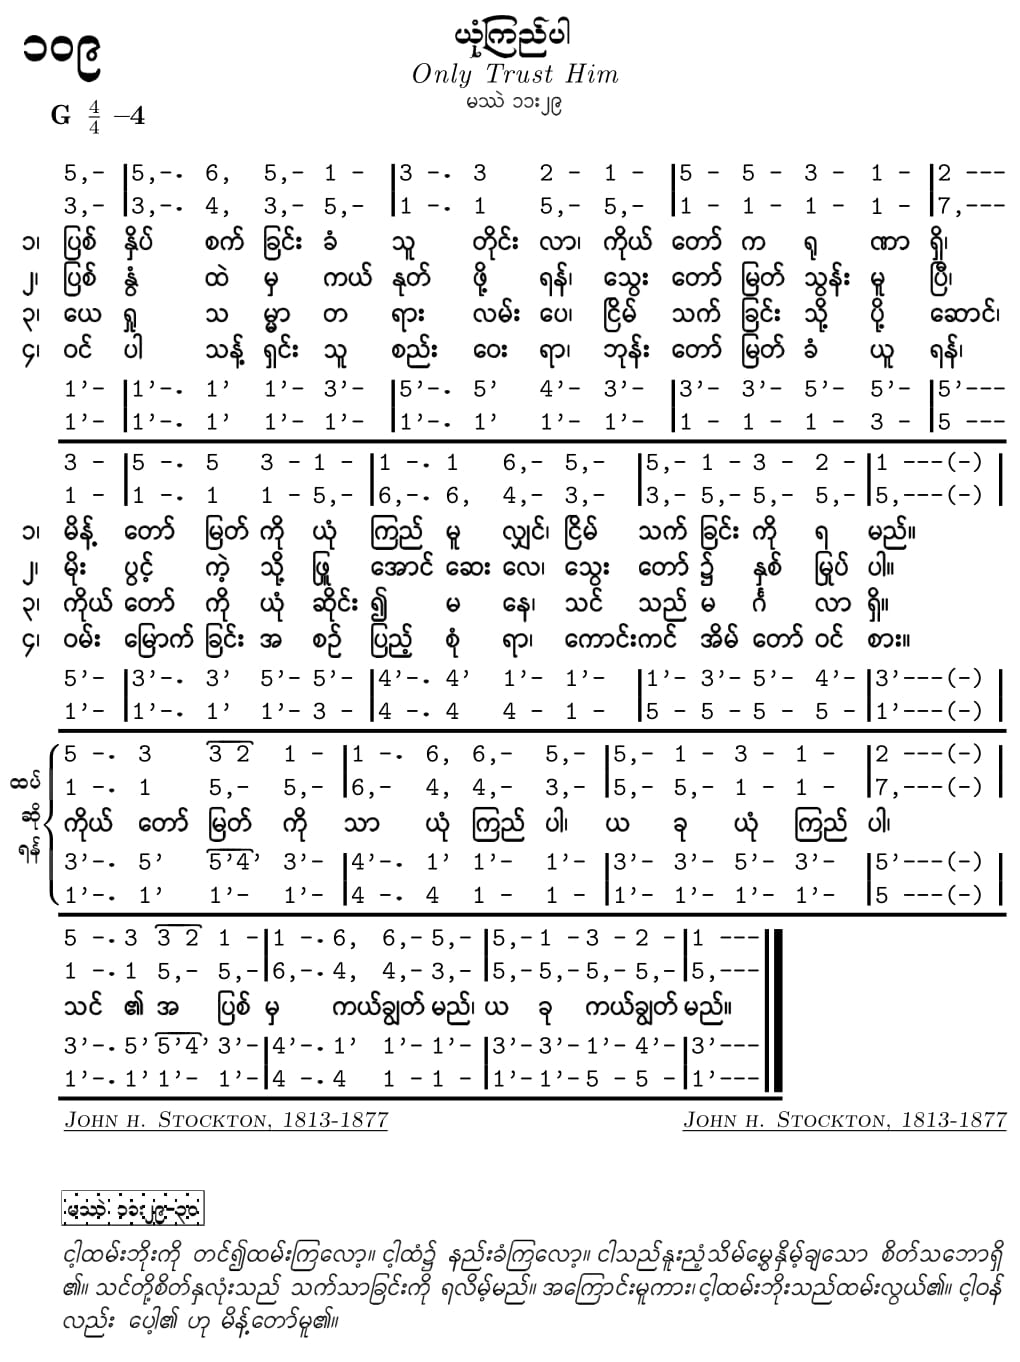 ၁၀၉
ယုံကြည်ပါ
Only Trust Him
မဿဲ ၁၁း၂၉
G 4/4 –4
5,– |5,–. 6, 5,– 1 – |3 –. 3 2 – 1 – |5 – 5 – 3 – 1 – |2 –––
3,– |3,–. 4, 3,– 5,– |1 –. 1 5,– 5,– |1 – 1 – 1 – 1 – |7,–––
၁၊ ပြစ် နှိပ် စက် ခြင်း ခံ သူ တိုင်း လာ၊ ကိုယ် တော် က ရု ဏာ ရှိ၊
၂၊ ပြစ် နွံ ထဲ မှ ကယ် နုတ် ဖို့ ရန်၊ သွေး တော် မြတ် သွန်း မူ ပြီ၊
၃၊ ယေ ရှု သ မ္မာ တ ရား လမ်း ပေ၊ ငြိမ် သက် ခြင်း သို့ ပို့ ဆောင်၊
၄၊ ဝင် ပါ သန့် ရှင်း သူ စည်း ဝေး ရာ၊ ဘုန်း တော် မြတ် ခံ ယူ ရန်၊
1’– |1’–. 1’ 1’– 3’– |5’–. 5’ 4’– 3’– |3’– 3’– 5’– 5’– |5’–––
1’– |1’–. 1’ 1’– 1’– |1’–. 1’ 1’– 1’– |1 – 1 – 1 – 3 – |5 –––
3 – |5 –. 5 3 – 1 – |1 –. 1 6,– 5,– |5,– 1 – 3 – 2 – |1 –––(–) |
1 – |1 –. 1 1 – 5,– |6,–. 6, 4,– 3,– |3,– 5,– 5,– 5,– |5,–––(–) |
၁၊ မိန့် တော် မြတ် ကို ယုံ ကြည် မူ လျှင်၊ ငြိမ် သက် ခြင်း ကို ရ မည်။
၂၊ မိုး ပွင့် ကဲ့ သို့ ဖြူ အောင် ဆေး လေ၊ သွေး တော် ၌ နှစ် မြှုပ် ပါ။
၃၊ ကိုယ် တော် ကို ယုံ ဆိုင်း ၍ မ နေ၊ သင် သည် မ င်္ဂ လာ ရှိ။
၄၊ ဝမ်း မြောက် ခြင်း အ စဉ် ပြည့် စုံ ရာ၊ ကောင်းကင် အိမ် တော် ဝင် စား။
5’– |3’–. 3’ 5’– 5’– |4’–. 4’ 1’– 1’– |1’– 3’– 5’– 4’– |3’–––(–) |
1’– |1’–. 1’ 1’– 3 – |4 –. 4 4 – 1 – |5 – 5 – 5 – 5 – |1’–––(–) |
ထပ် ဆို ရန်
5 –. 3 3 2 1 – |1 –. 6, 6,– 5,– |5,– 1 – 3 – 1 – |2 –––(–) |
1 –. 1 5,– 5,– |6,– 4, 4,– 3,– |5,– 5,– 1 – 1 – |7,–––(–) |
ကိုယ် တော် မြတ် ကို သာ ယုံ ကြည် ပါ၊ ယ ခု ယုံ ကြည် ပါ၊
3’–. 5’ 5’4’ 3’– |4’–. 1’ 1’– 1’– |3’– 3’– 5’– 3’– |5’–––(–) |
1’–. 1’ 1’– 1’– |4 –. 4 1 – 1 – |1’– 1’– 1’– 1’– |5 –––(–) |
5 –. 3 3 2 1 – |1 –. 6, 6,– 5,– |5,– 1 – 3 – 2 – |1 –––
1 –. 1 5,– 5,– |6,–. 4, 4,– 3,– |5,– 5,– 5,– 5,– |5,–––
သင် ၏ အ ပြစ် မှ ကယ်ချွတ် မည်၊ ယ ခု ကယ်ချွတ် မည်။
3’–. 5’ 5’4’ 3’– |4’–. 1’ 1’– 1’– |3’– 3’– 1’– 4’– |3’–––
1’–. 1’ 1’– 1’– |4 –. 4 1 – 1 – |1’– 1’– 5 – 5 – |1’–––
JOHN H. STOCKTON, 1813-1877 JOHN H. STOCKTON, 1813-1877
မဿဲ ၁၁း၂၉-၃၀
ငါ့ထမ်းဘိုးကို တင်၍ထမ်းကြလော့။ ငါ့ထံ၌ နည်းခံကြလော့။ ငါသည်နူးညံ့သိမ်မွေ့နှိမ့်ချသော စိတ်သဘောရှိ
၏။ သင်တို့စိတ်နှလုံးသည် သက်သာခြင်းကို ရလိမ့်မည်။ အကြောင်းမူကား၊ ငါ့ထမ်းဘိုးသည်ထမ်းလွယ်၏။ ငါ့ဝန်
လည်း ပေါ့၏ ဟု မိန့်တော်မူ၏။